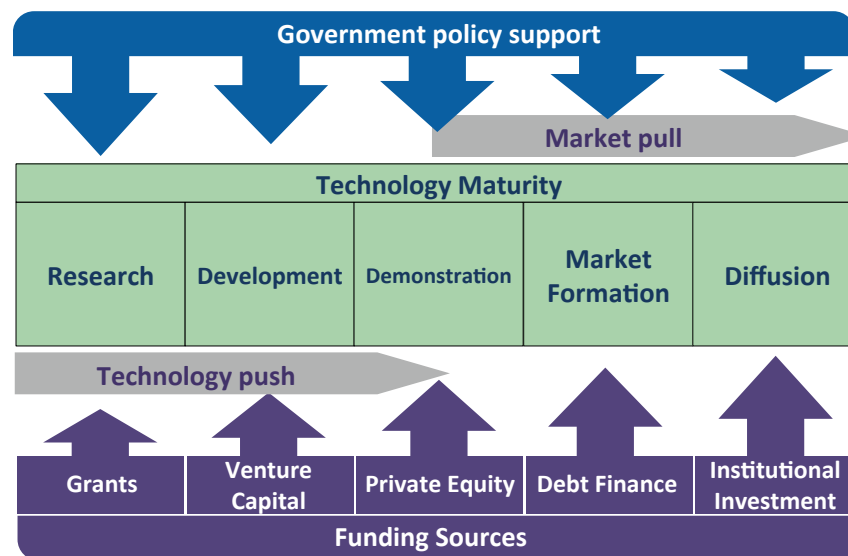 Government policy support
Market pull
Technology Maturity
Research
Development
Demonstration
Market
Formation
Diffusion
Technology push
Grants
Venture
Capital
Private Equity
Debt Finance
Institutional
Investment
Funding Sources